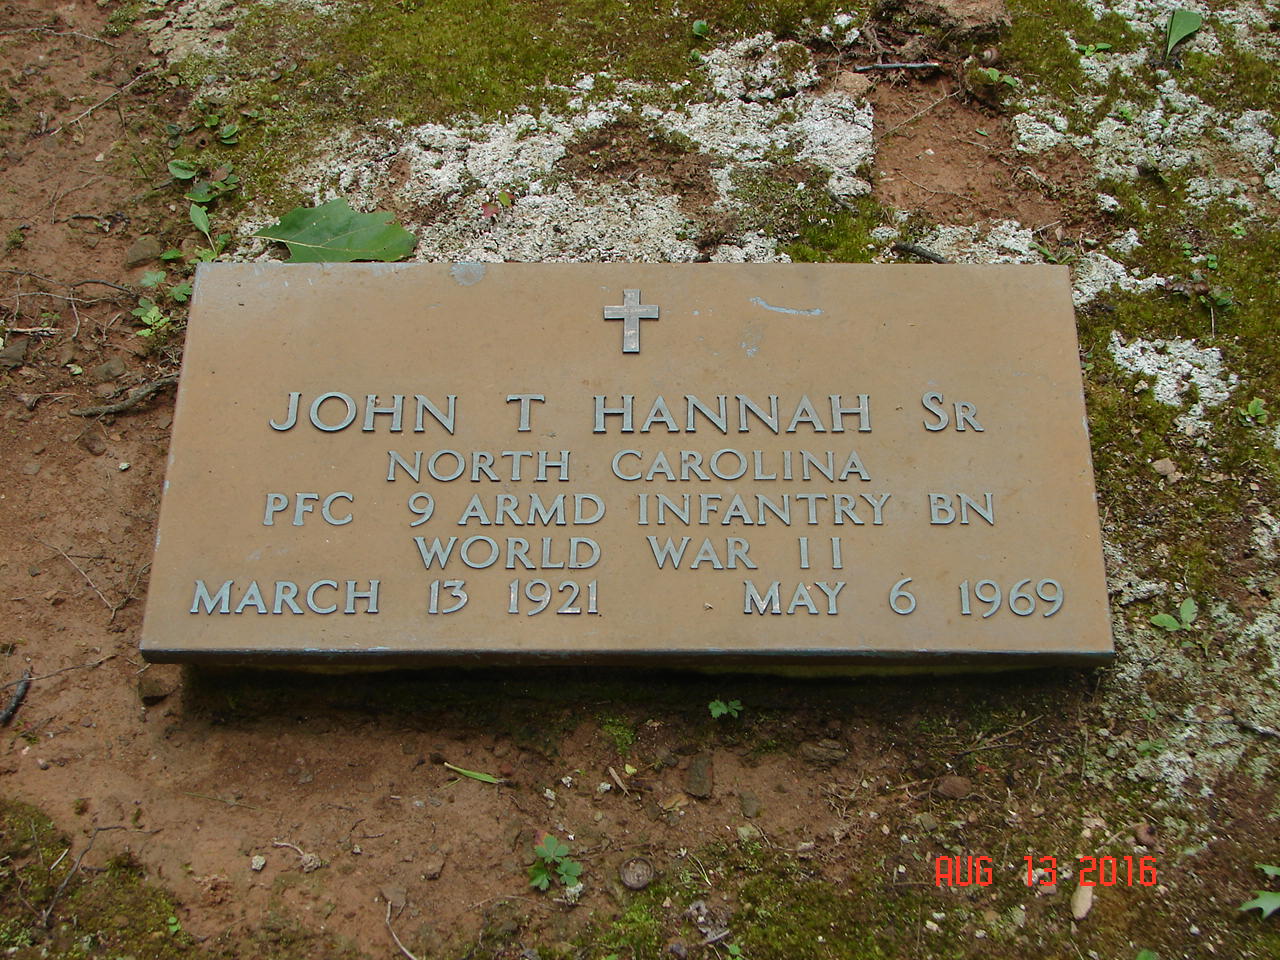 JOHN T HANNAH SR
NORTH CAROLINA
PFC 9 ARMD INFANTRY BN
WORLD WAR II
MARCH 13 1921 MAY 6 1969
AUG 13 2016